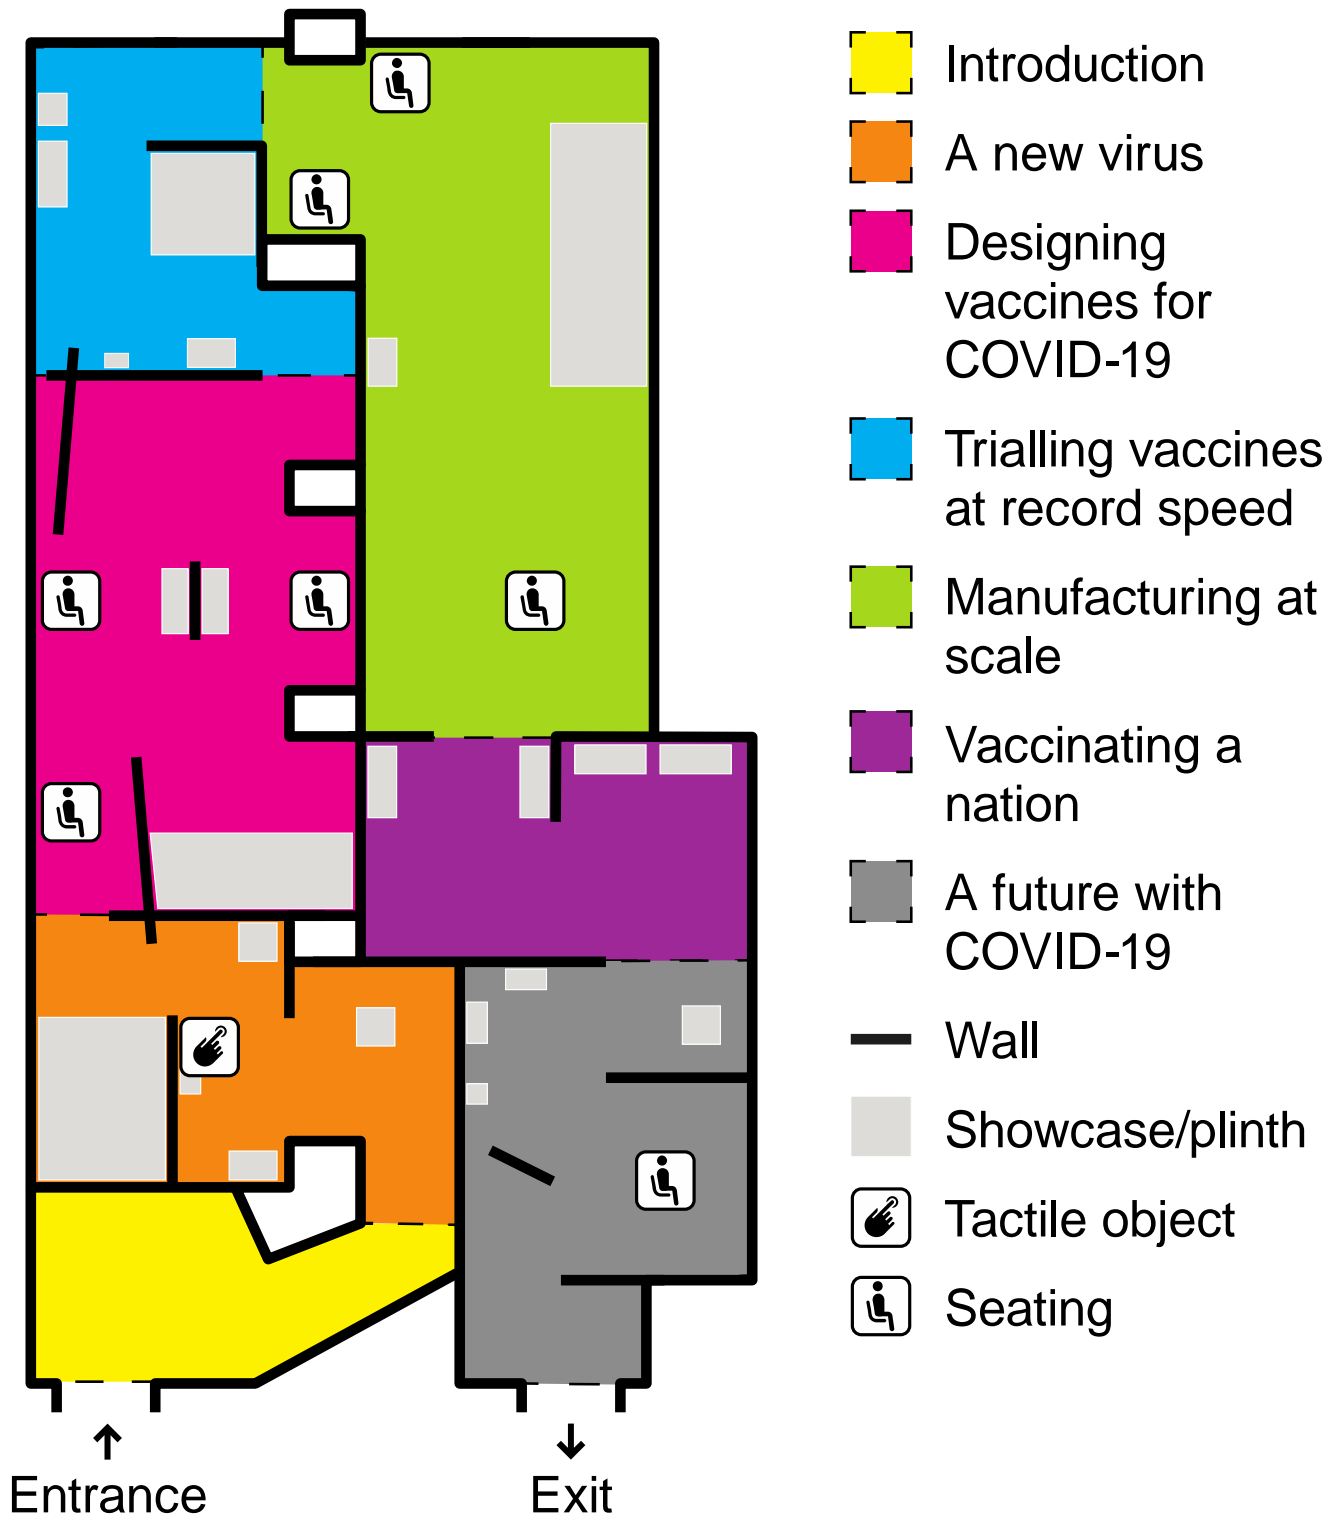 Introduction
A new virus
Designing
vaccines for
COVID-19
Trialling vaccines
at record speed
Manufacturing at
scale
Vaccinating a
nation
A future with
COVID-19
Wall
Showcase/plinth
Tactile object
Seating
Entrance
Exit